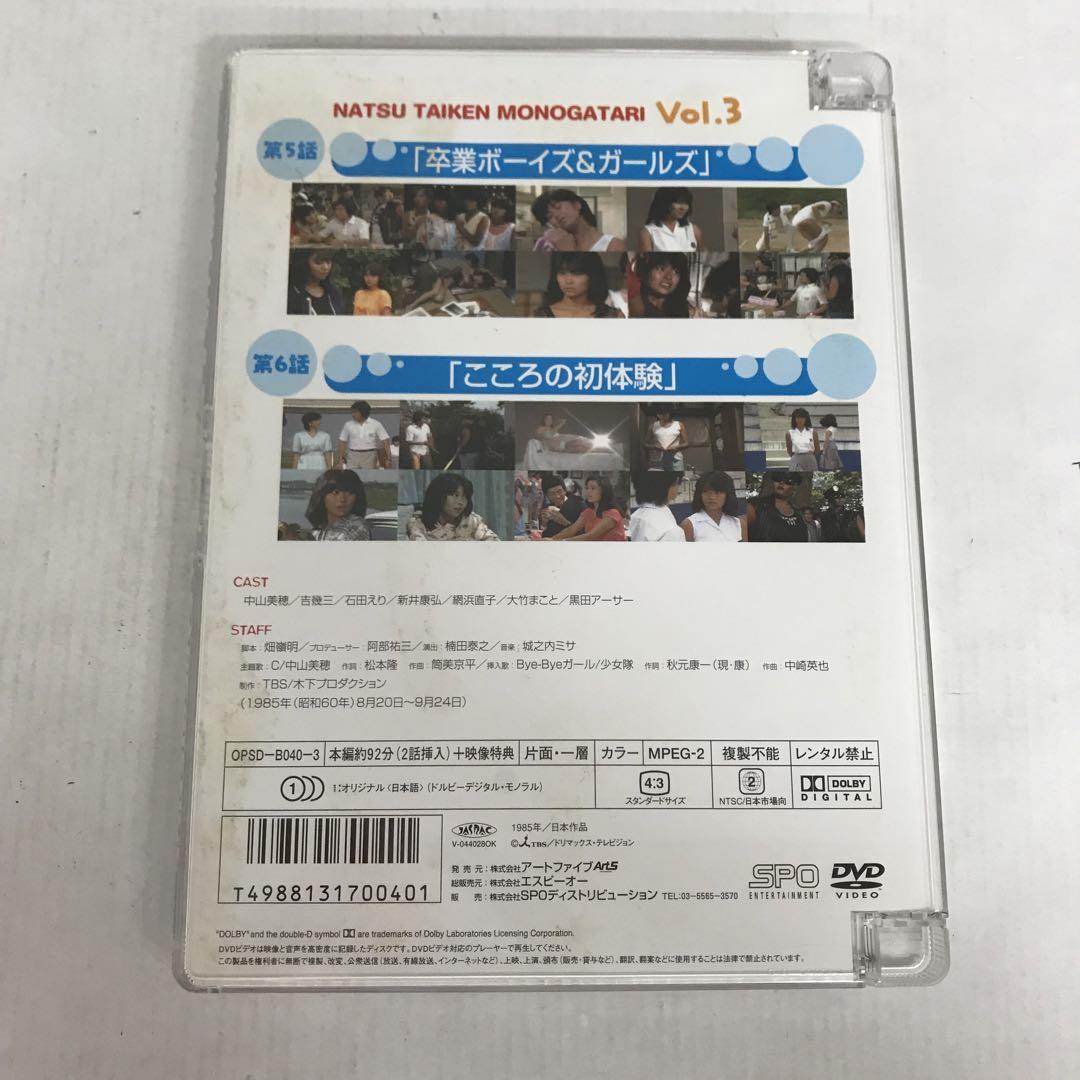 NATSU TAIKEN MONOGATARI Vol.3
第5話 「卒業ボーイズ&ガールズ」
第6話 「こころの初体験」
CAST
中山美穂／吉幾三／石田えり／新井康弘／網浜直子／大竹まこと／黒田アーサー
STAFF
脚本：畑嶺明／プロデューサー：阿部祐三／演出：楠田泰之／音楽：城之内ミサ
主題歌：C/中山美穂 作詞：松本隆 作曲：筒美京平／挿入歌：Bye-Byeガール/少女隊 作詞：秋元康一（現・康） 作曲：中崎英也
制作：TBS/木下プロダクション
（1985年（昭和60年）8月20日〜9月24日）
OPSD-B040-3 本編約92分（2話挿入）＋映像特典 片面・一層 カラー MPEG-2 複製不能 レンタル禁止
1 1:オリジナル〈日本語〉（ドルビーデジタル・モノラル） 4:3 スタンダードサイズ 2 NTSC/日本市場向 DOLBY DIGITAL
JASRAC V-044028OK
1985年／日本作品
©TBS／ドリマックス・テレビジョン
発売元：株式会社アートファイブ Art5
総販売元：株式会社エスピーオー
販売：株式会社SPOディストリビューション TEL:03-5565-3570
SPO ENTERTAINMENT
DVD VIDEO
T4988131700401
"DOLBY" and the double-D symbol are trademarks of Dolby Laboratories Licensing Corporation.
DVDビデオは映像と音声を高密度に記録したディスクです。DVDビデオ対応のプレーヤーで再生してください。
この製品を権利者に無断で複製、改変、公衆送信（放送、有線放送、インターネットなど）、上映、上演、頒布（販売・貸与など）、翻訳、翻案などに使用することは法律で禁止されています。